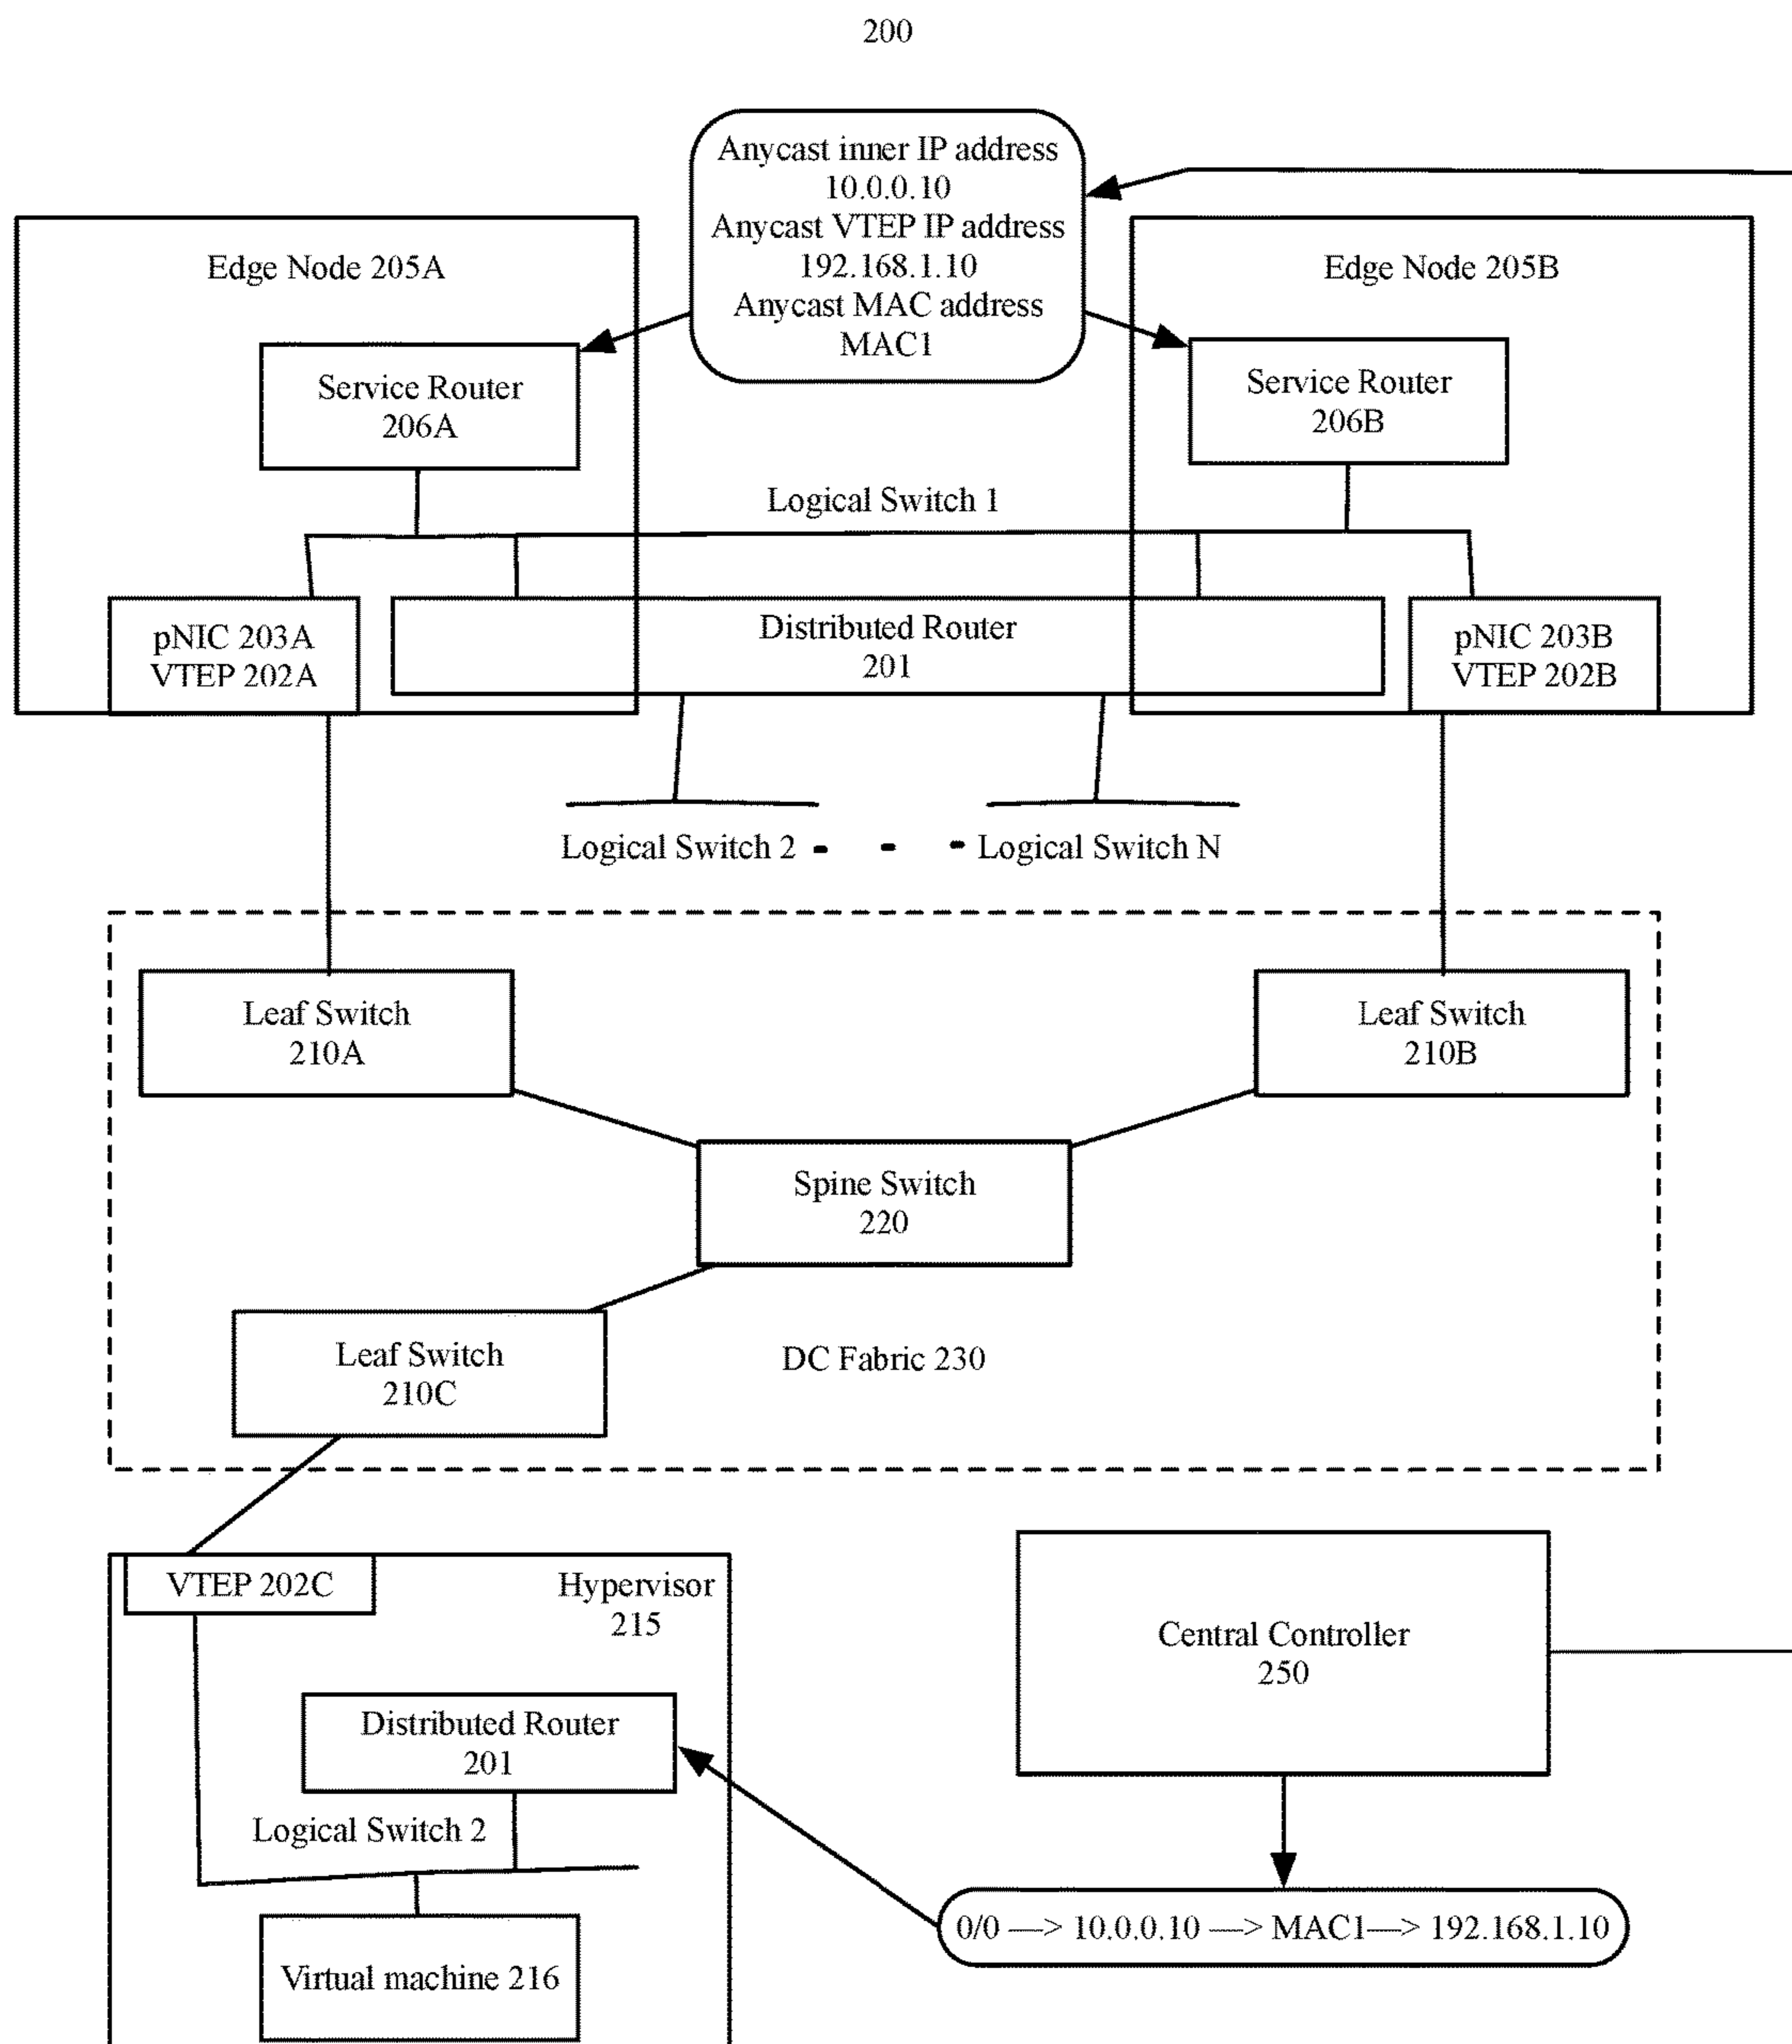 200
Anycast inner IP address
10.0.0.10
Anycast VTEP IP address
192.168.1.10
Anycast MAC address
MAC1
Edge Node 205A
Edge Node 205B
Service Router
206A
Service Router
206B
Logical Switch 1
pNIC 203A
VTEP 202A
Distributed Router
201
pNIC 203B
VTEP 202B
Logical Switch 2 - - - Logical Switch N
Leaf Switch
210A
Leaf Switch
210B
Spine Switch
220
Leaf Switch
210C
DC Fabric 230
VTEP 202C
Hypervisor
215
Central Controller
250
Distributed Router
201
Logical Switch 2
0/0 —> 10.0.0.10 —> MAC1—> 192.168.1.10
Virtual machine 216